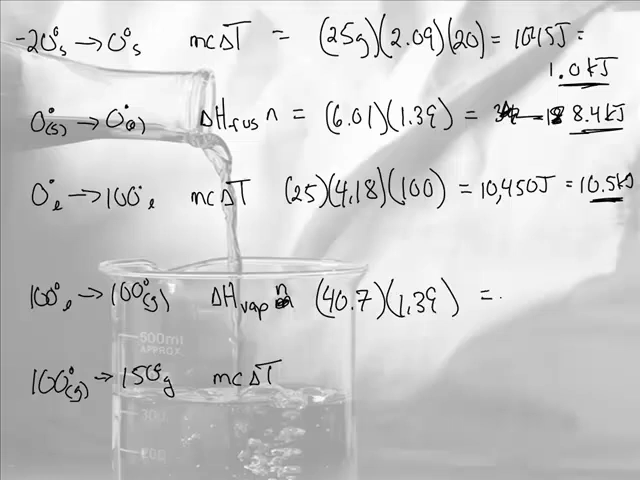 -20°s → 0°s mcΔT = (25g)(2.09)(20) = 1045J =
1.0kJ
0°(s) → 0°(l) ΔHfus n = (6.01)(1.39) = 8.4kJ
0°l → 100°l mcΔT (25)(4.18)(100) = 10,450J = 10.5kJ
100°l → 100°(g) ΔHvap n (40.7)(1.39) =
100°(g) → 150°g mcΔT
500ml
APPROX